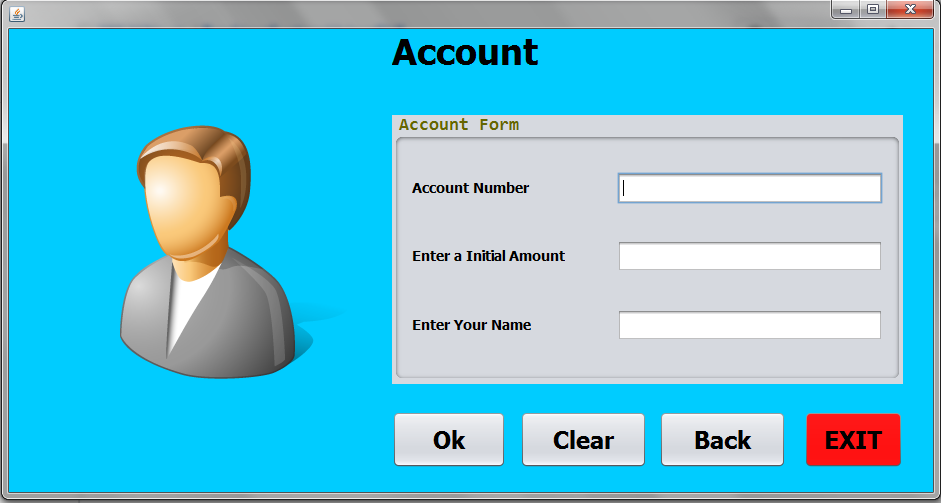 Account
Account Form
Account Number
Enter a Initial Amount
Enter Your Name
Ok Clear Back EXIT